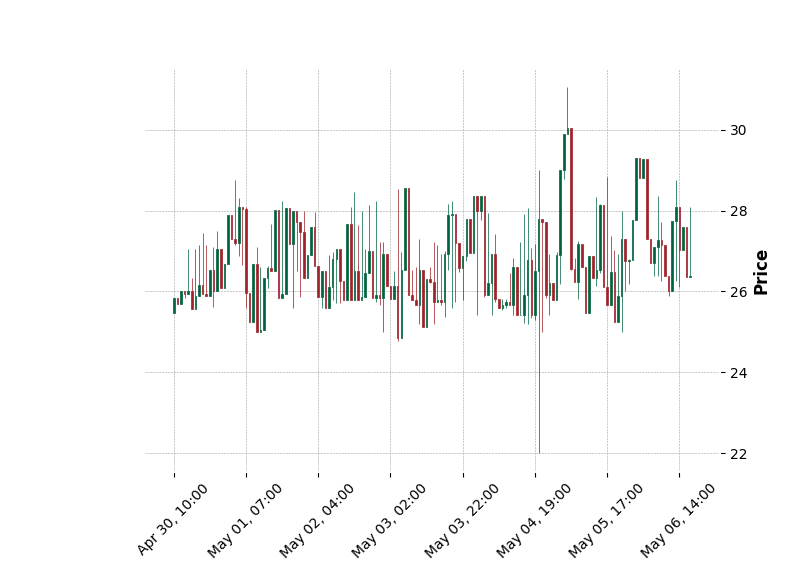 30
28
26
24
22
Price
Apr 30, 10:00
May 01, 07:00
May 02, 04:00
May 03, 02:00
May 03, 22:00
May 04, 19:00
May 05, 17:00
May 06, 14:00